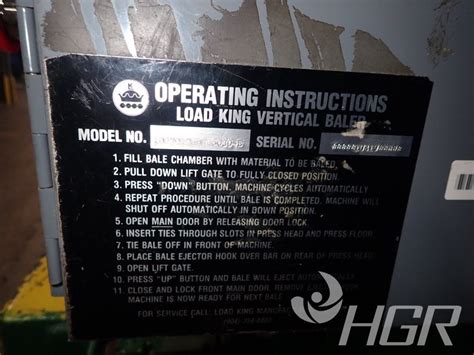 OPERATING INSTRUCTIONS
LOAD KING VERTICAL BALER
MODEL NO. SERIAL NO.
1. FILL BALE CHAMBER WITH MATERIAL TO BE BALED.
2. PULL DOWN LIFT GATE TO FULLY CLOSED POSITION.
3. PRESS "DOWN" BUTTON. MACHINE CYCLES AUTOMATICALLY
4. REPEAT PROCEDURE UNTIL BALE IS COMPLETED. MACHINE WILL
SHUT OFF AUTOMATICALLY IN DOWN POSITION.
5. OPEN MAIN DOOR BY RELEASING DOOR LOCK.
6. INSERT TIES THROUGH SLOTS IN PRESS HEAD AND PRESS FLOOR.
7. TIE BALE OFF IN FRONT OF MACHINE.
8. PLACE BALE EJECTOR HOOK OVER BAR ON REAR OF PRESS HEAD.
9. OPEN LIFT GATE.
10. PRESS "UP" BUTTON AND BALE WILL EJECT
11. CLOSE AND LOCK FRONT MAIN DOOR. REMOVE
MACHINE IS NOW READY FOR NEXT BALE
FOR SERVICE CALL, LOAD KING
HGR